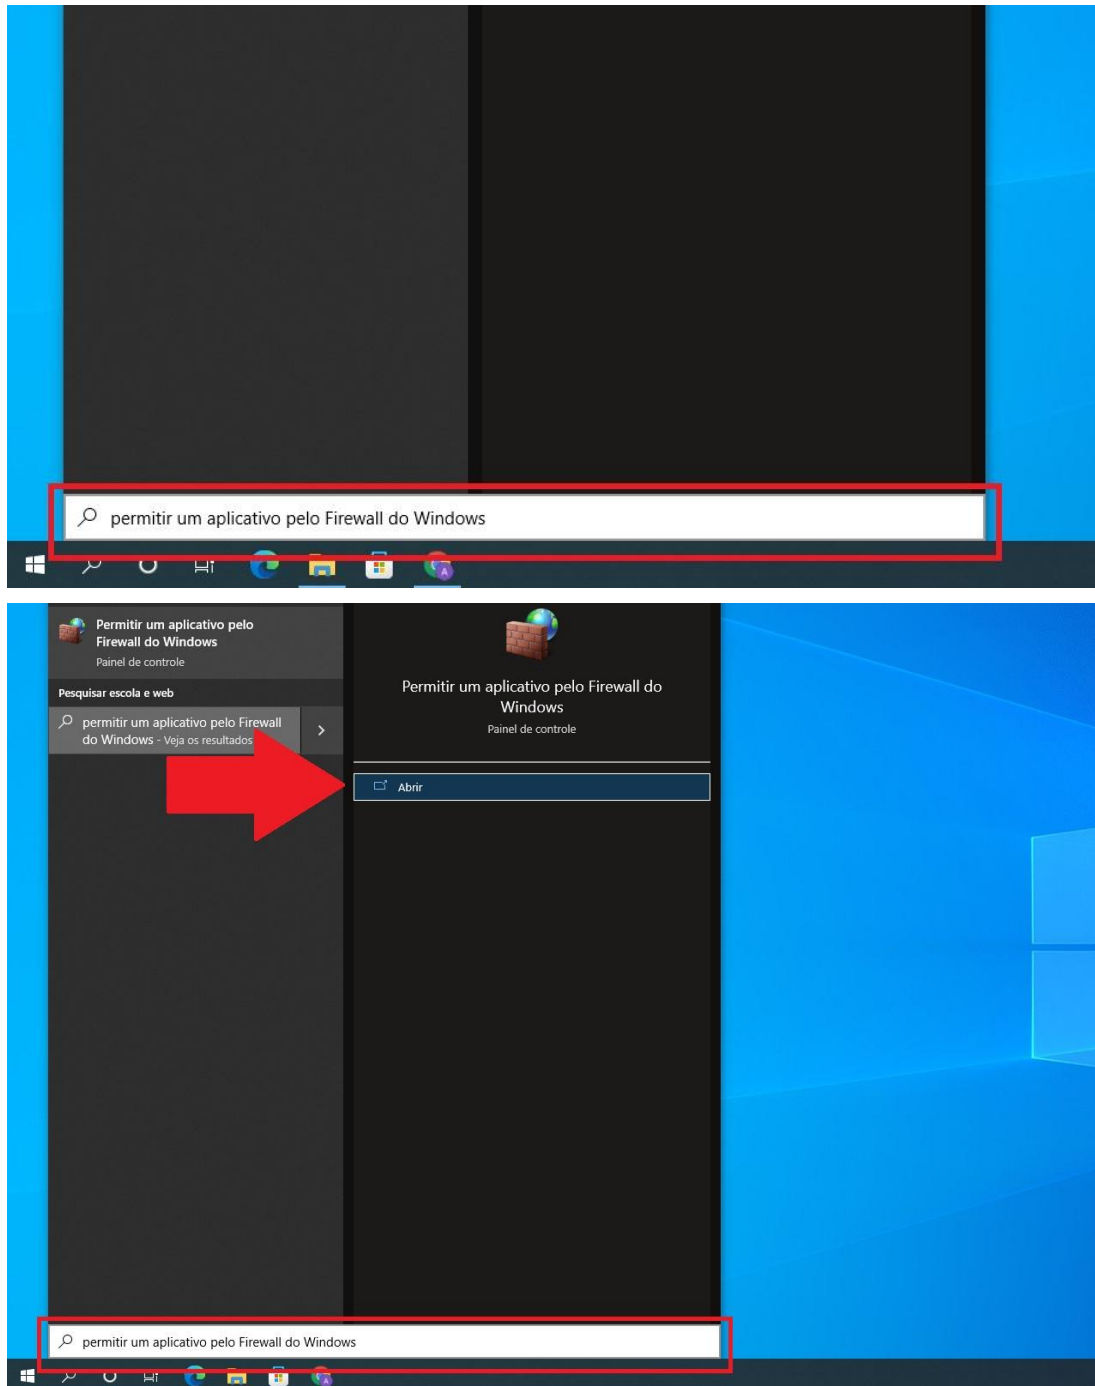 permitir um aplicativo pelo Firewall do Windows
A
Permitir um aplicativo pelo
Firewall do Windows
Painel de controle
Pesquisar escola e web
permitir um aplicativo pelo Firewall
do Windows - Veja os resultados
Permitir um aplicativo pelo Firewall do
Windows
Painel de controle
Abrir
permitir um aplicativo pelo Firewall do Windows